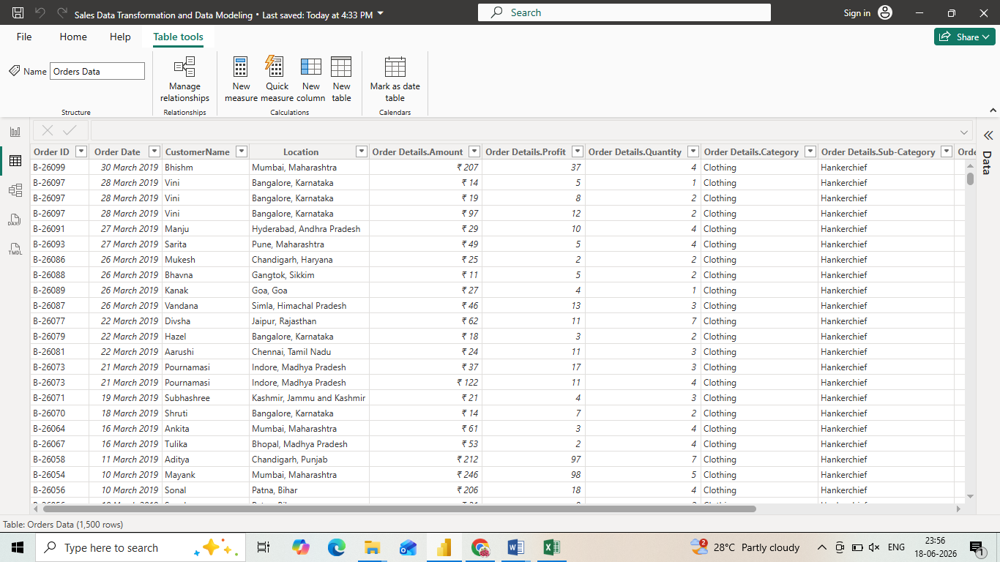 Sales Data Transformation and Data Modeling • Last saved: Today at 4:33 PM
Search
Sign in
File Home Help Table tools
Share
Name Orders Data
Manage relationships
New measure
Quick measure
New column
New table
Mark as date table
Structure Relationships Calculations Calendars
Order ID Order Date CustomerName Location Order Details.Amount Order Details.Profit Order Details.Quantity Order Details.Category Order Details.Sub-Category
B-26099 30 March 2019 Bhishm Mumbai, Maharashtra ₹ 207 37 4 Clothing Hankerchief
B-26097 28 March 2019 Vini Bangalore, Karnataka ₹ 14 5 1 Clothing Hankerchief
B-26097 28 March 2019 Vini Bangalore, Karnataka ₹ 19 8 2 Clothing Hankerchief
B-26097 28 March 2019 Vini Bangalore, Karnataka ₹ 97 12 2 Clothing Hankerchief
B-26091 27 March 2019 Manju Hyderabad, Andhra Pradesh ₹ 29 10 4 Clothing Hankerchief
B-26093 27 March 2019 Sarita Pune, Maharashtra ₹ 49 5 4 Clothing Hankerchief
B-26086 26 March 2019 Mukesh Chandigarh, Haryana ₹ 25 2 2 Clothing Hankerchief
B-26088 26 March 2019 Bhavna Gangtok, Sikkim ₹ 11 5 2 Clothing Hankerchief
B-26089 26 March 2019 Kanak Goa, Goa ₹ 27 4 1 Clothing Hankerchief
B-26087 26 March 2019 Vandana Simla, Himachal Pradesh ₹ 46 13 3 Clothing Hankerchief
B-26077 22 March 2019 Divsha Jaipur, Rajasthan ₹ 62 11 7 Clothing Hankerchief
B-26079 22 March 2019 Hazel Bangalore, Karnataka ₹ 18 3 2 Clothing Hankerchief
B-26081 22 March 2019 Aarushi Chennai, Tamil Nadu ₹ 24 11 3 Clothing Hankerchief
B-26073 21 March 2019 Pournamasi Indore, Madhya Pradesh ₹ 37 17 3 Clothing Hankerchief
B-26073 21 March 2019 Pournamasi Indore, Madhya Pradesh ₹ 122 11 4 Clothing Hankerchief
B-26071 19 March 2019 Subhashree Kashmir, Jammu and Kashmir ₹ 21 4 3 Clothing Hankerchief
B-26070 18 March 2019 Shruti Bangalore, Karnataka ₹ 14 7 2 Clothing Hankerchief
B-26064 16 March 2019 Ankita Mumbai, Maharashtra ₹ 61 3 4 Clothing Hankerchief
B-26067 16 March 2019 Tulika Bhopal, Madhya Pradesh ₹ 53 2 4 Clothing Hankerchief
B-26058 11 March 2019 Aditya Chandigarh, Punjab ₹ 212 97 7 Clothing Hankerchief
B-26054 10 March 2019 Mayank Mumbai, Maharashtra ₹ 246 98 5 Clothing Hankerchief
B-26056 10 March 2019 Sonal Patna, Bihar ₹ 206 18 4 Clothing Hankerchief
Data
DAX
TMDL
Table: Orders Data (1,500 rows)
Type here to search
2
28°C Partly cloudy
ENG
23:56
18-06-2026
1